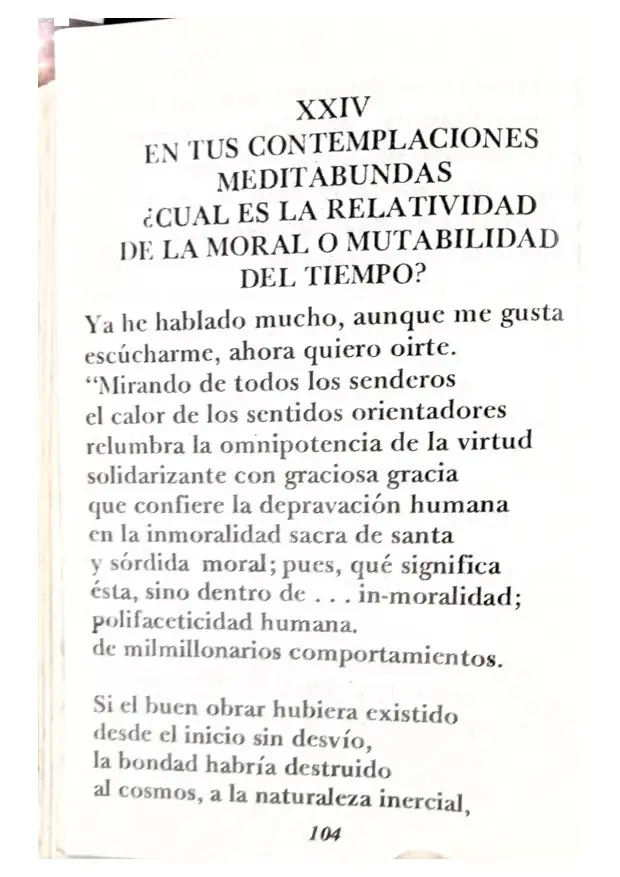 XXIV
EN TUS CONTEMPLACIONES
MEDITABUNDAS
¿CUAL ES LA RELATIVIDAD
DE LA MORAL O MUTABILIDAD
DEL TIEMPO?
Ya he hablado mucho, aunque me gusta
escúcharme, ahora quiero oirte.
“Mirando de todos los senderos
el calor de los sentidos orientadores
relumbra la omnipotencia de la virtud
solidarizante con graciosa gracia
que confiere la depravación humana
en la inmoralidad sacra de santa
y sórdida moral; pues, qué significa
ésta, sino dentro de . . . in-moralidad;
polifaceticidad humana.
de milmillonarios comportamientos.
Si el buen obrar hubiera existido
desde el inicio sin desvío,
la bondad habría destruido
al cosmos, a la naturaleza inercial,
104